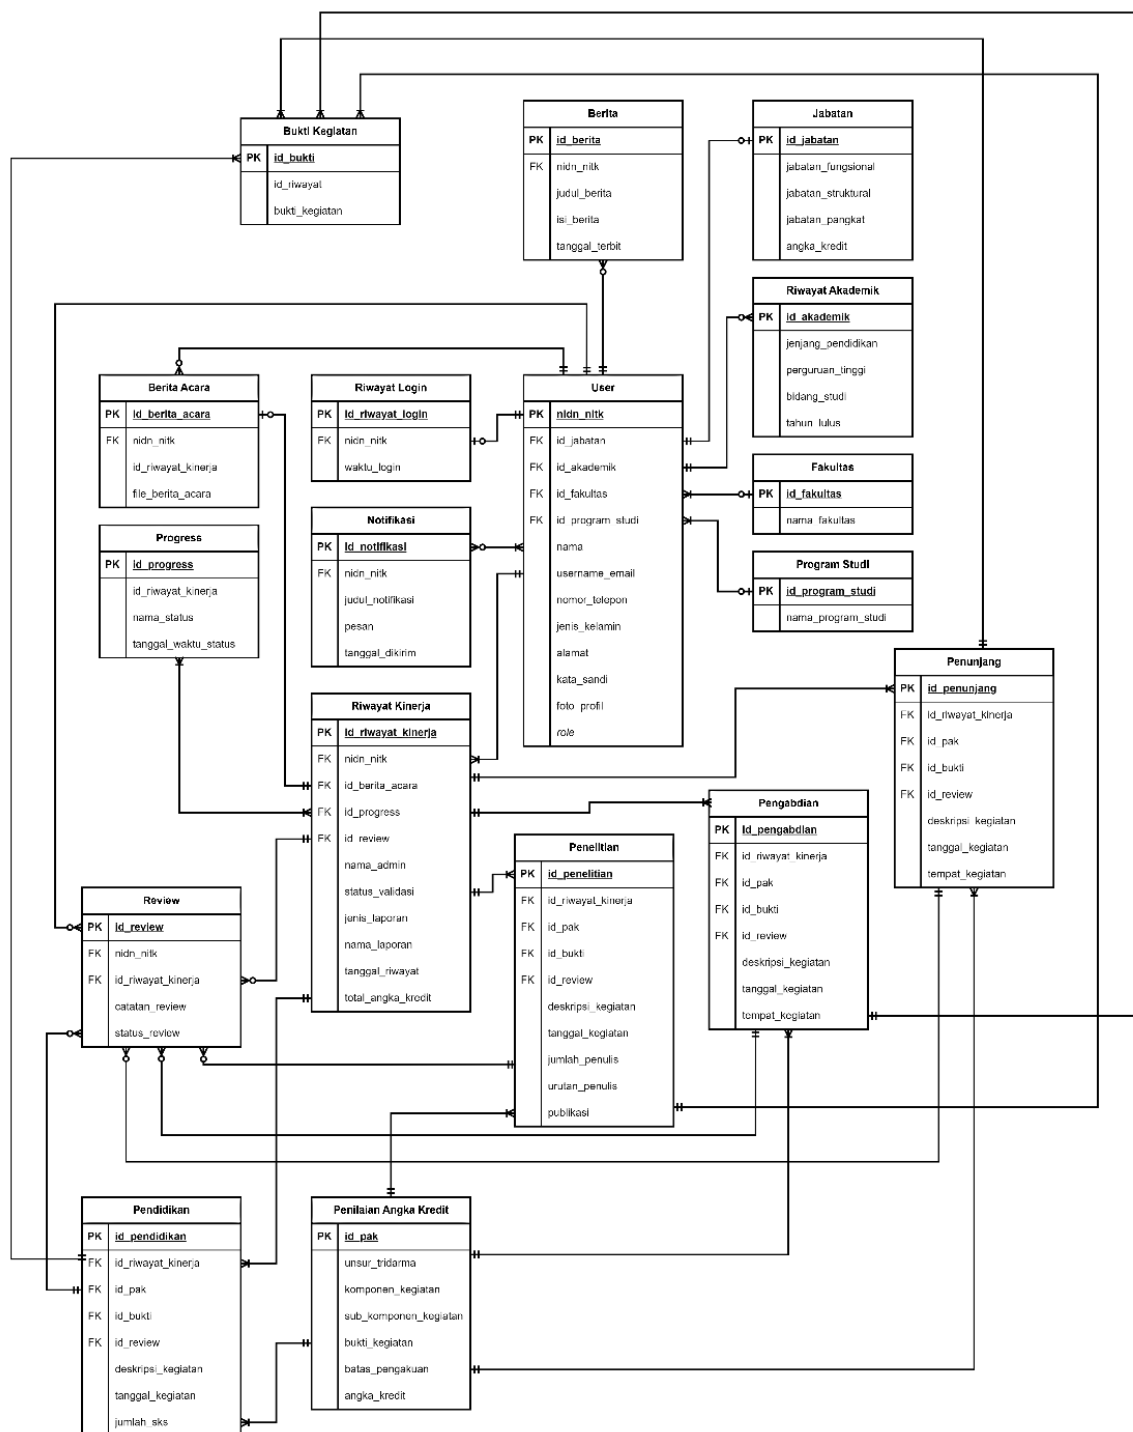 Bukti Kegiatan
PK id_bukti
id_riwayat
bukti_kegiatan
Berita
PK id_berita
FK nidn_nitk
judul_berita
isi_berita
tanggal_terbit
Jabatan
PK id_jabatan
jabatan_fungsional
jabatan_struktural
jabatan_pangkat
angka_kredit
Riwayat Akademik
PK id_akademik
jenjang_pendidikan
perguruan_tinggi
bidang_studi
tahun_lulus
Berita Acara
PK id_berita_acara
FK nidn_nitk
id_riwayat_kinerja
file_berita_acara
Riwayat Login
PK id_riwayat_login
FK nidn_nitk
waktu_login
User
PK nidn_nitk
FK id_jabatan
FK id_akademik
FK id_fakultas
FK id_program_studi
nama
username_email
nomor_telepon
jenis_kelamin
alamat
kata_sandi
foto_profil
role
Fakultas
PK id_fakultas
nama_fakultas
Program Studi
PK id_program_studi
nama_program_studi
Progress
PK id_progress
id_riwayat_kinerja
nama_status
tanggal_waktu_status
Notifikasi
PK id_notifikasi
FK nidn_nitk
judul_notifikasi
pesan
tanggal_dikirim
Penunjang
PK id_penunjang
FK id_riwayat_kinerja
FK id_pak
FK id_bukti
FK id_review
deskripsi_kegiatan
tanggal_kegiatan
tempat_kegiatan
Riwayat Kinerja
PK id_riwayat_kinerja
FK nidn_nitk
FK id_berita_acara
FK id_progress
FK id_review
nama_admin
status_validasi
jenis_laporan
nama_laporan
tanggal_riwayat
total_angka_kredit
Pengabdian
PK id_pengabdian
FK id_riwayat_kinerja
FK id_pak
FK id_bukti
FK id_review
deskripsi_kegiatan
tanggal_kegiatan
tempat_kegiatan
Penelitian
PK id_penelitian
FK id_riwayat_kinerja
FK id_pak
FK id_bukti
FK id_review
deskripsi_kegiatan
tanggal_kegiatan
jumlah_penulis
urutan_penulis
publikasi
Review
PK id_review
FK nidn_nitk
FK id_riwayat_kinerja
catatan_review
status_review
Pendidikan
PK id_pendidikan
FK id_riwayat_kinerja
FK id_pak
FK id_bukti
FK id_review
deskripsi_kegiatan
tanggal_kegiatan
jumlah_sks
Penilaian Angka Kredit
PK id_pak
unsur_tridarma
komponen_kegiatan
sub_komponen_kegiatan
bukti_kegiatan
batas_pengakuan
angka_kredit